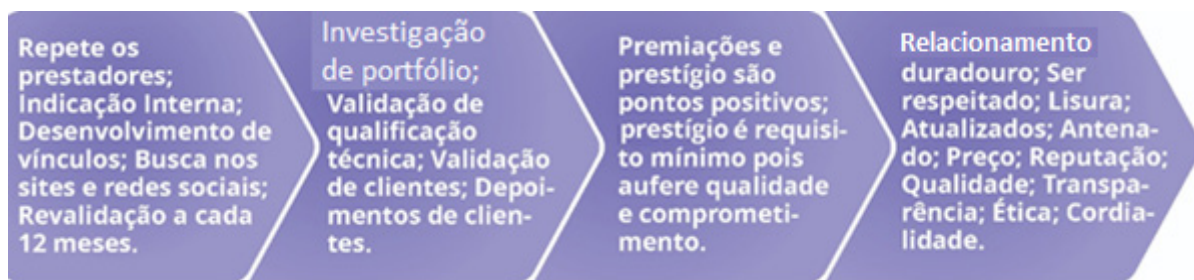 Repete os
prestadores;
Indicação Interna;
Desenvolvimento de
vínculos; Busca nos
sites e redes sociais;
Revalidação a cada
12 meses.
Investigação
de portfólio;
Validação de
qualificação
técnica; Validação
de clientes; Depoi-
mentos de clien-
tes.
Premiações e
prestígio são
pontos positivos;
prestígio é requisi-
to mínimo pois
aufere qualidade
e comprometi-
mento.
Relacionamento
duradouro; Ser
respeitado; Lisura;
Atualizados; Antena-
do; Preço; Reputação;
Qualidade; Transpa-
rência; Ética; Cordia-
lidade.